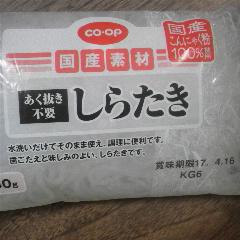 co·op
国産
こんにゃく粉
100%使用
国産素材
あく抜き
不要
しらたき
水洗いだけでそのまま使え、調理に便利です。
歯ごたえと味しみのよい、しらたきです。
賞味期限17. 4.16
KG6
0g